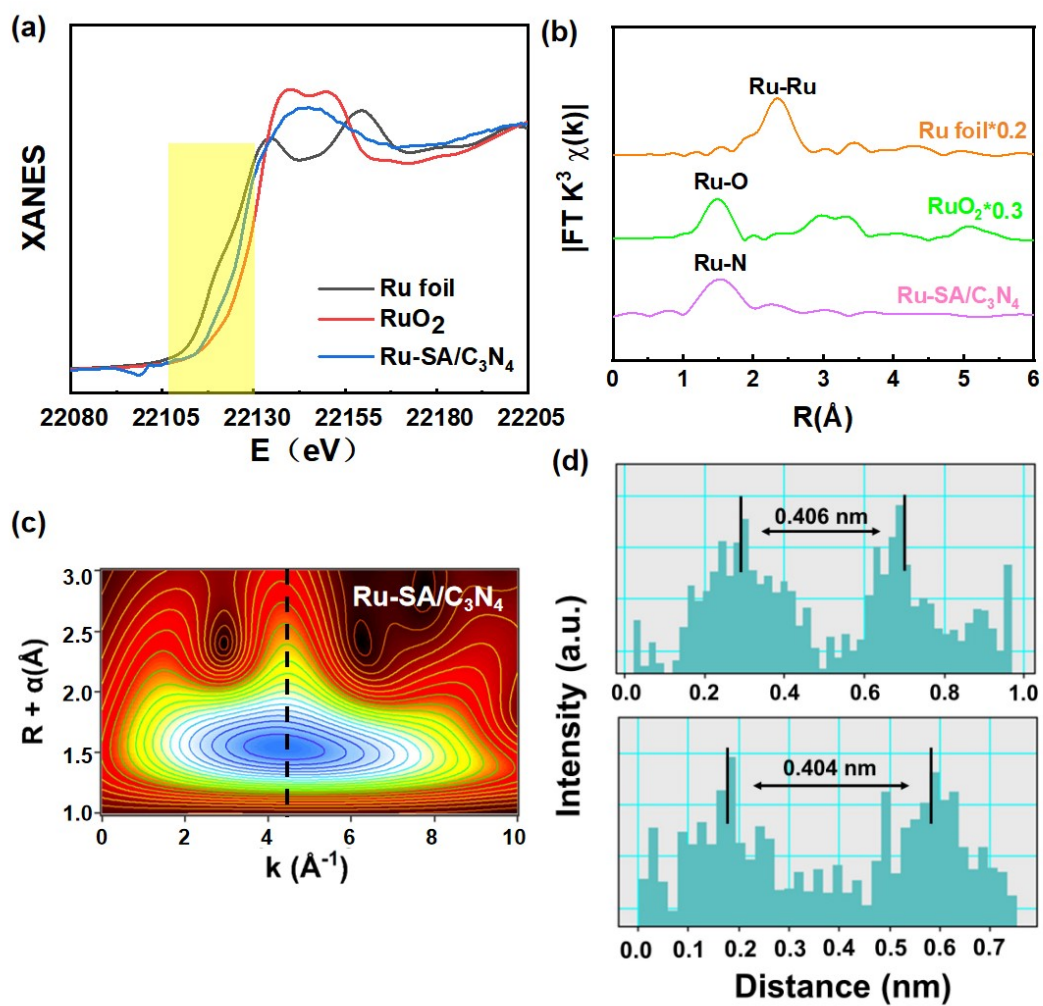 (a)
XANES
Ru foil
RuO₂
Ru-SA/C₃N₄
22080 22105 22130 22155 22180 22205
E（eV）
(b)
|FT K³ χ(k)|
Ru-Ru
Ru foil*0.2
Ru-O
RuO₂*0.3
Ru-N
Ru-SA/C₃N₄
0 1 2 3 4 5 6
R(Å)
(c)
R + α(Å)
3.0
2.5
2.0
1.5
1.0
Ru-SA/C₃N₄
0 2 4 6 8 10
k (Å⁻¹)
(d)
Intensity (a.u.)
0.406 nm
0.0 0.2 0.4 0.6 0.8 1.0
0.404 nm
0.0 0.1 0.2 0.3 0.4 0.5 0.6 0.7
Distance (nm)